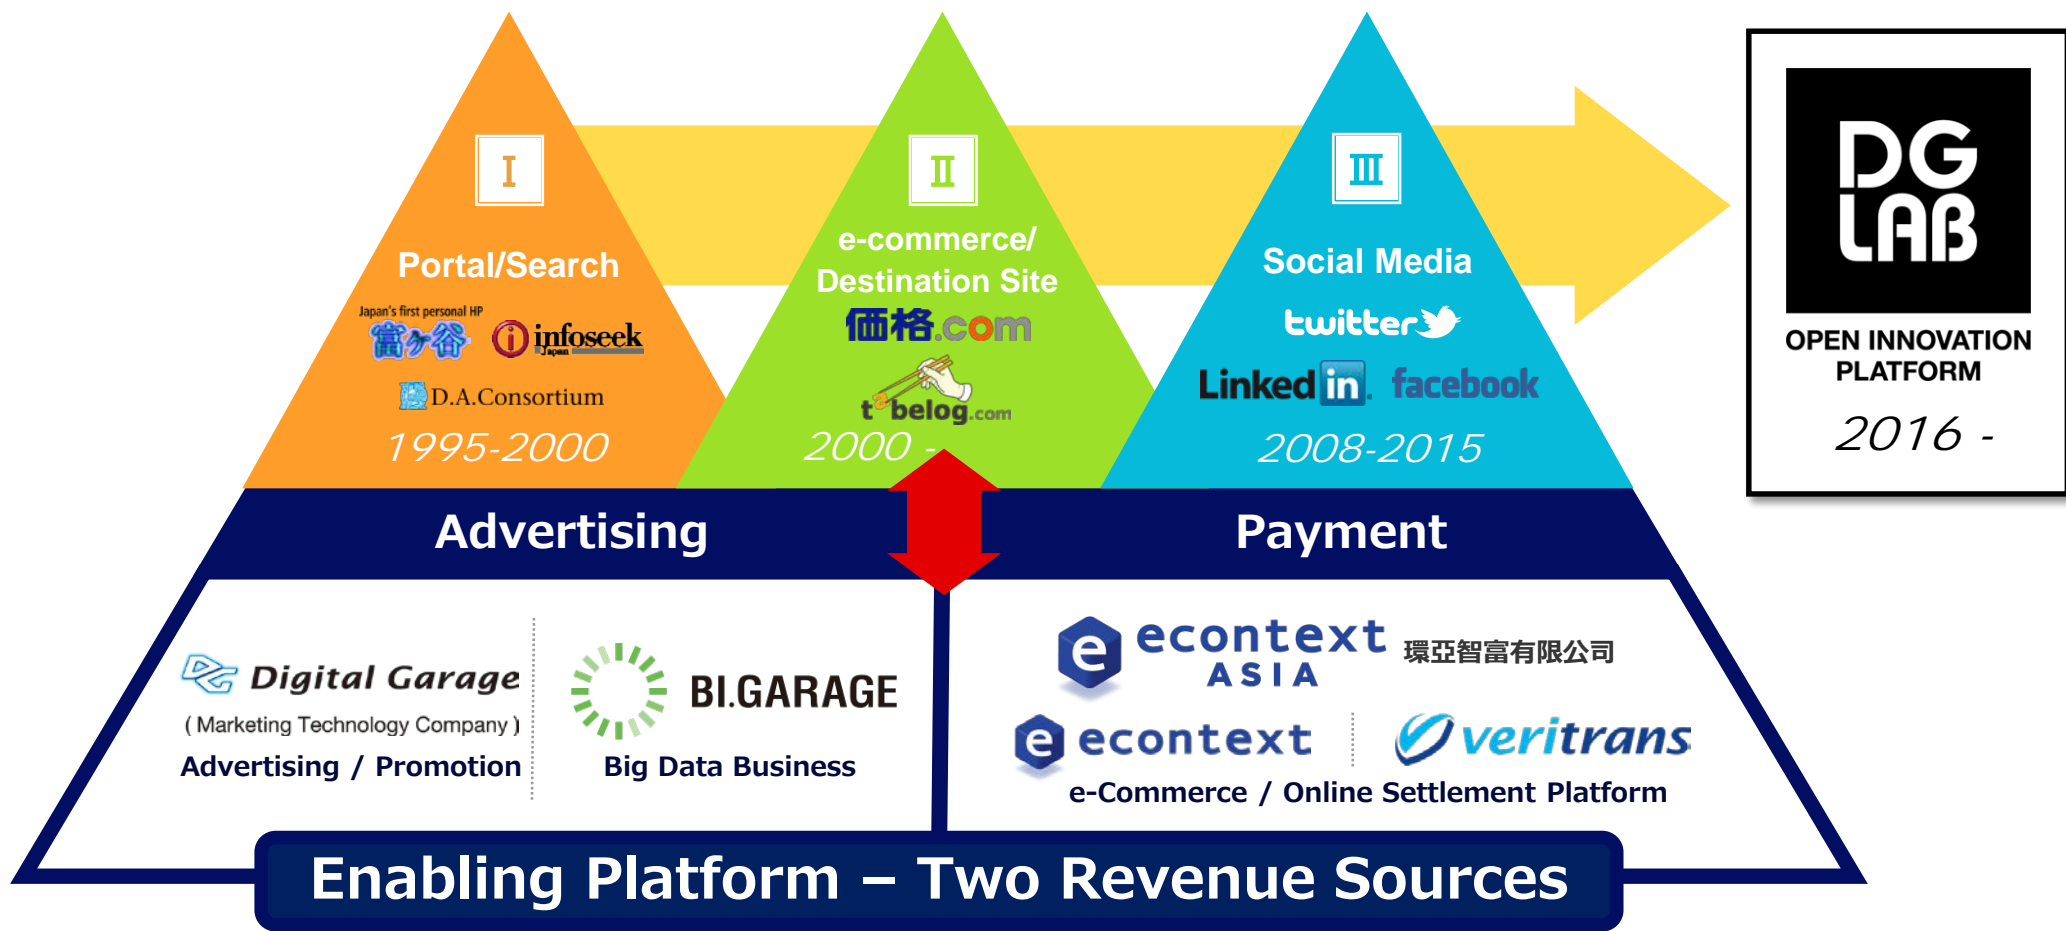 I
Portal/Search
Japan's first personal HP
富ヶ谷
infoseek
Japan
D.A.Consortium
1995-2000
II
e-commerce/
Destination Site
価格.com
tabelog.com
2000 -
III
Social Media
twitter
Linked in
facebook
2008-2015
DG
LAB
OPEN INNOVATION
PLATFORM
2016 -
Advertising
Payment
Digital Garage
( Marketing Technology Company )
Advertising / Promotion
BI.GARAGE
Big Data Business
e econtext
ASIA
環亞智富有限公司
e econtext
veritrans
e-Commerce / Online Settlement Platform
Enabling Platform – Two Revenue Sources